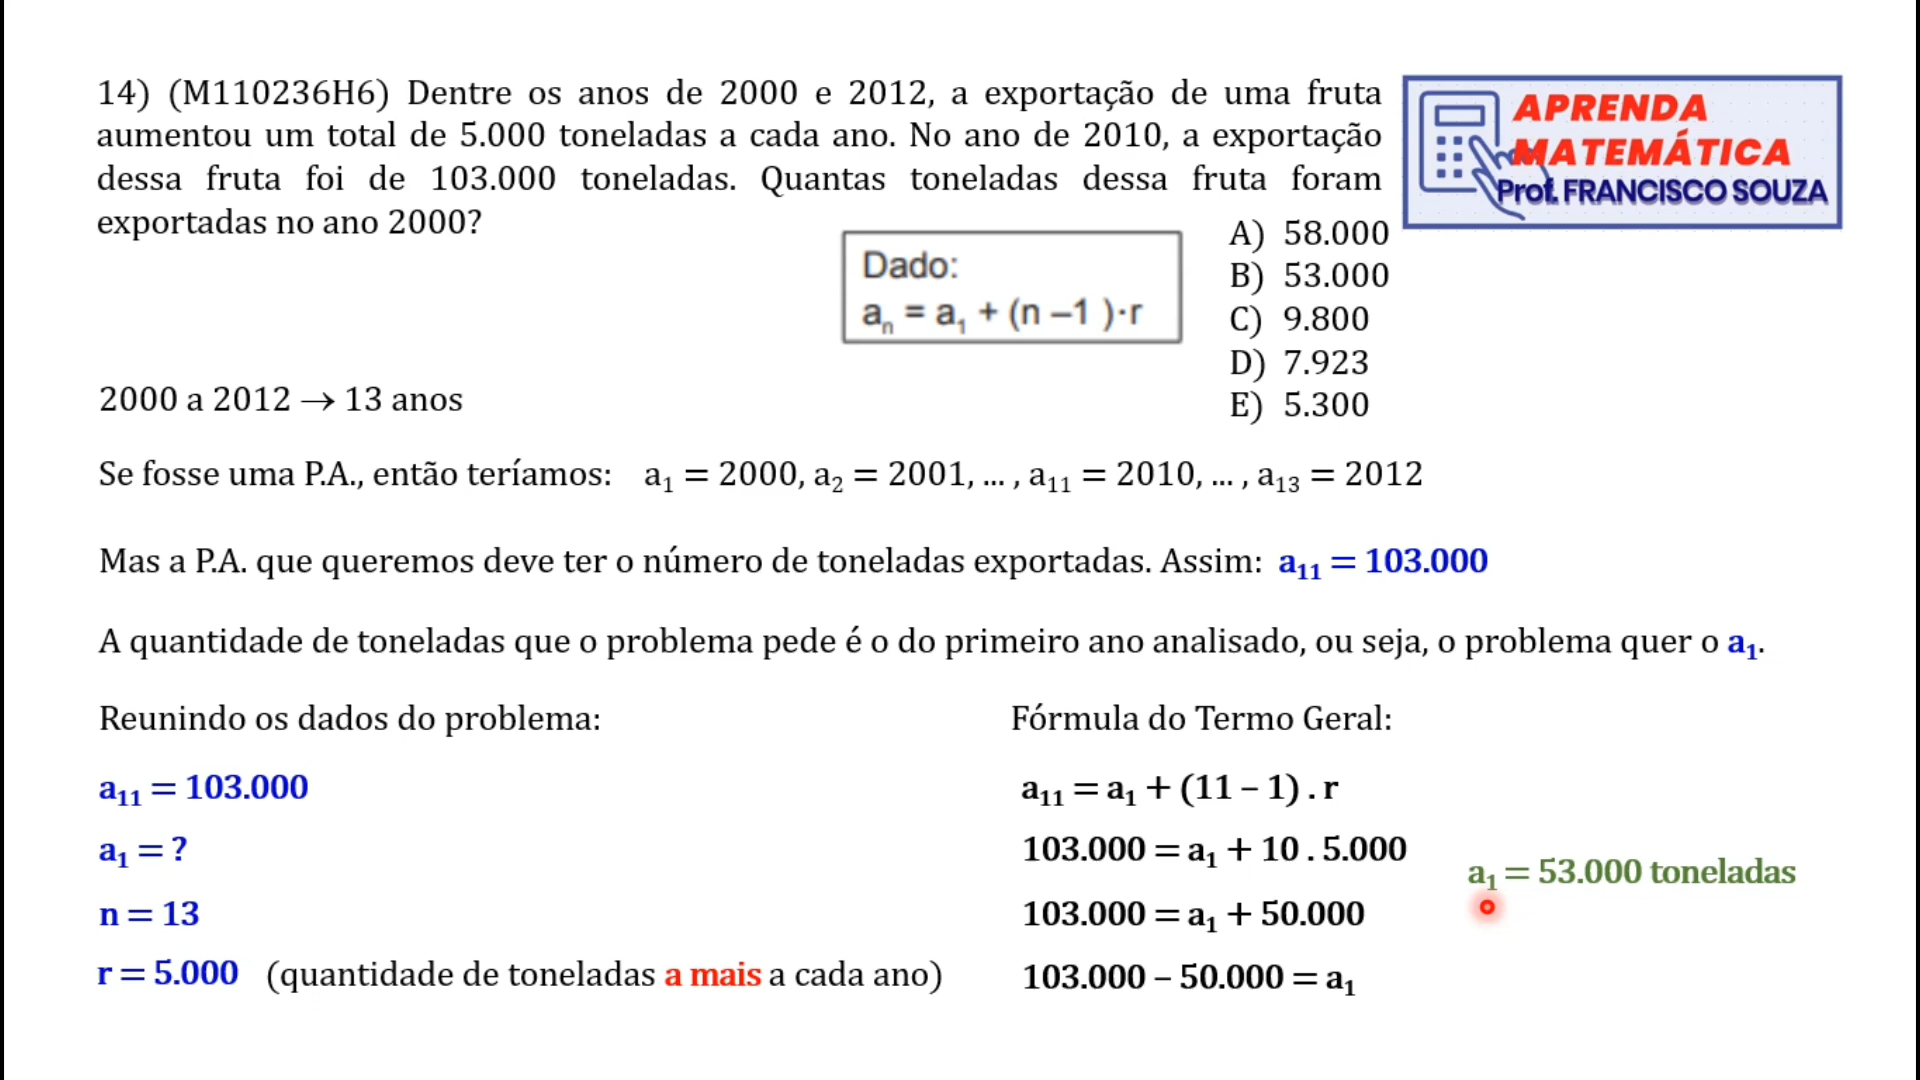 14) (M110236H6) Dentre os anos de 2000 e 2012, a exportação de uma fruta
aumentou um total de 5.000 toneladas a cada ano. No ano de 2010, a exportação
dessa fruta foi de 103.000 toneladas. Quantas toneladas dessa fruta foram
exportadas no ano 2000?
APRENDA
MATEMÁTICA
Prof. FRANCISCO SOUZA
Dado:
aₙ = a₁ + (n –1 )·r
A) 58.000
B) 53.000
C) 9.800
D) 7.923
E) 5.300
2000 a 2012 → 13 anos
Se fosse uma P.A., então teríamos: a₁ = 2000, a₂ = 2001, ... , a₁₁ = 2010, ... , a₁₃ = 2012
Mas a P.A. que queremos deve ter o número de toneladas exportadas. Assim: a₁₁ = 103.000
A quantidade de toneladas que o problema pede é o do primeiro ano analisado, ou seja, o problema quer o a₁.
Reunindo os dados do problema:
a₁₁ = 103.000
a₁ = ?
n = 13
r = 5.000 (quantidade de toneladas a mais a cada ano)
Fórmula do Termo Geral:
a₁₁ = a₁ + (11 – 1) . r
103.000 = a₁ + 10 . 5.000
103.000 = a₁ + 50.000
103.000 – 50.000 = a₁
a₁ = 53.000 toneladas